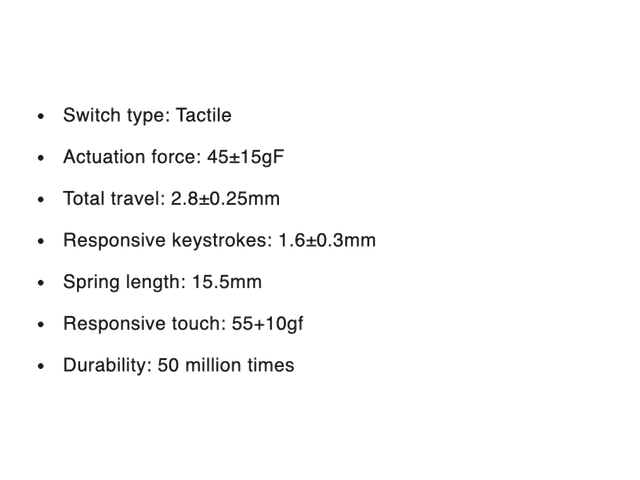 • Switch type: Tactile
• Actuation force: 45±15gF
• Total travel: 2.8±0.25mm
• Responsive keystrokes: 1.6±0.3mm
• Spring length: 15.5mm
• Responsive touch: 55+10gf
• Durability: 50 million times